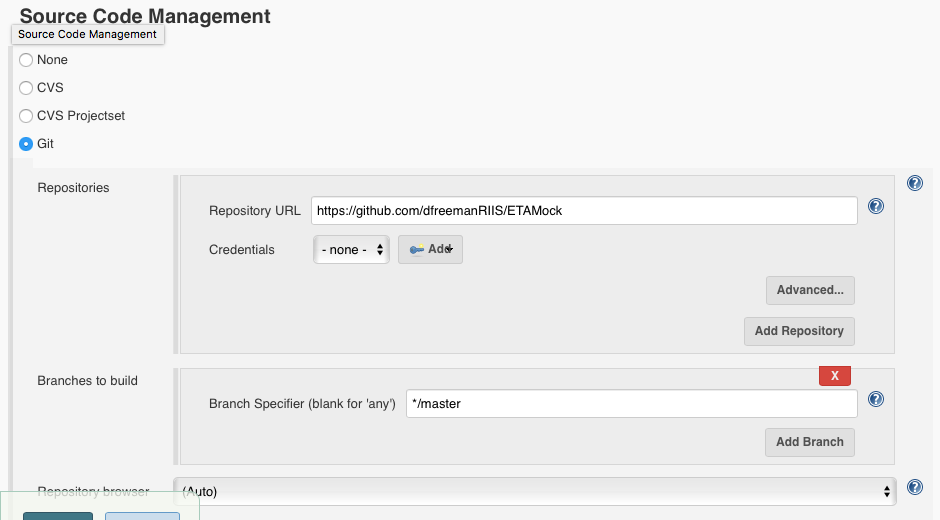 Source Code Management
Source Code Management
None
CVS
CVS Projectset
Git
Repositories
?
Repository URL https://github.com/dfreemanRIIS/ETAMock ?
Credentials - none - Add
Advanced...
Add Repository
Branches to build
X
Branch Specifier (blank for 'any') */master ?
Add Branch
Repository browser (Auto) ?